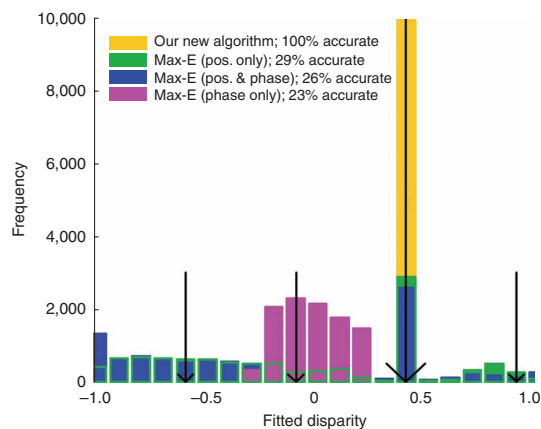 10,000
8,000
6,000
4,000
2,000
0
Frequency
Our new algorithm; 100% accurate
Max-E (pos. only); 29% accurate
Max-E (pos. & phase); 26% accurate
Max-E (phase only); 23% accurate
−1.0 −0.5 0 0.5 1.0
Fitted disparity